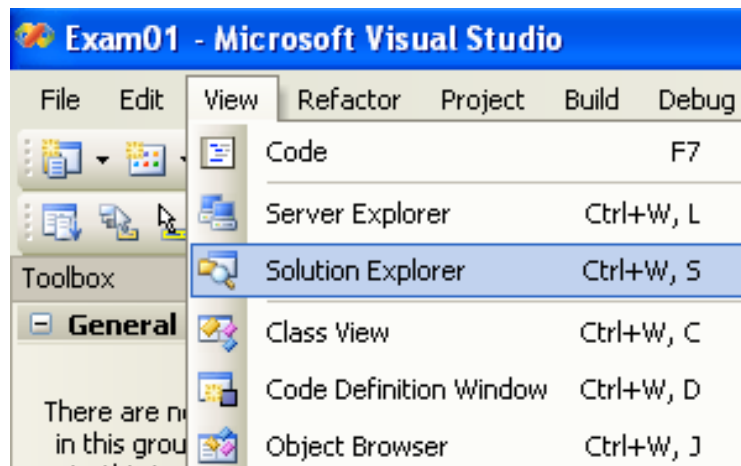 Exam01 - Microsoft Visual Studio
File Edit View Refactor Project Build Debug
Code F7
Server Explorer Ctrl+W, L
Toolbox Solution Explorer Ctrl+W, S
General Class View Ctrl+W, C
Code Definition Window Ctrl+W, D
There are
in this Object Browser Ctrl+W, J